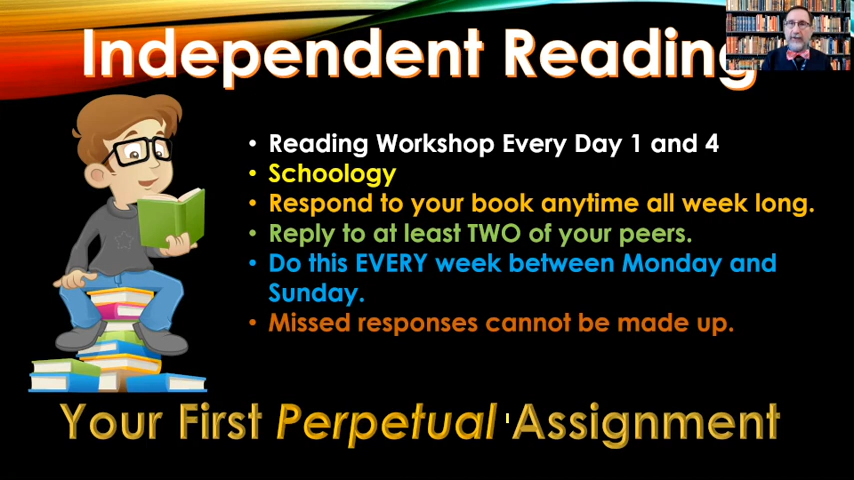 Independent Reading
• Reading Workshop Every Day 1 and 4
• Schoology
• Respond to your book anytime all week long.
• Reply to at least TWO of your peers.
• Do this EVERY week between Monday and
Sunday.
• Missed responses cannot be made up.
Your First Perpetual Assignment